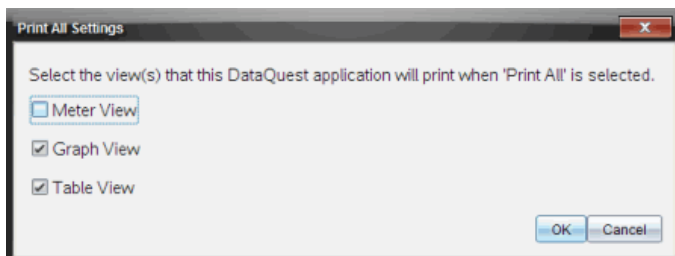 Print All Settings
Select the view(s) that this DataQuest application will print when 'Print All' is selected.
Meter View
Graph View
Table View
OK Cancel